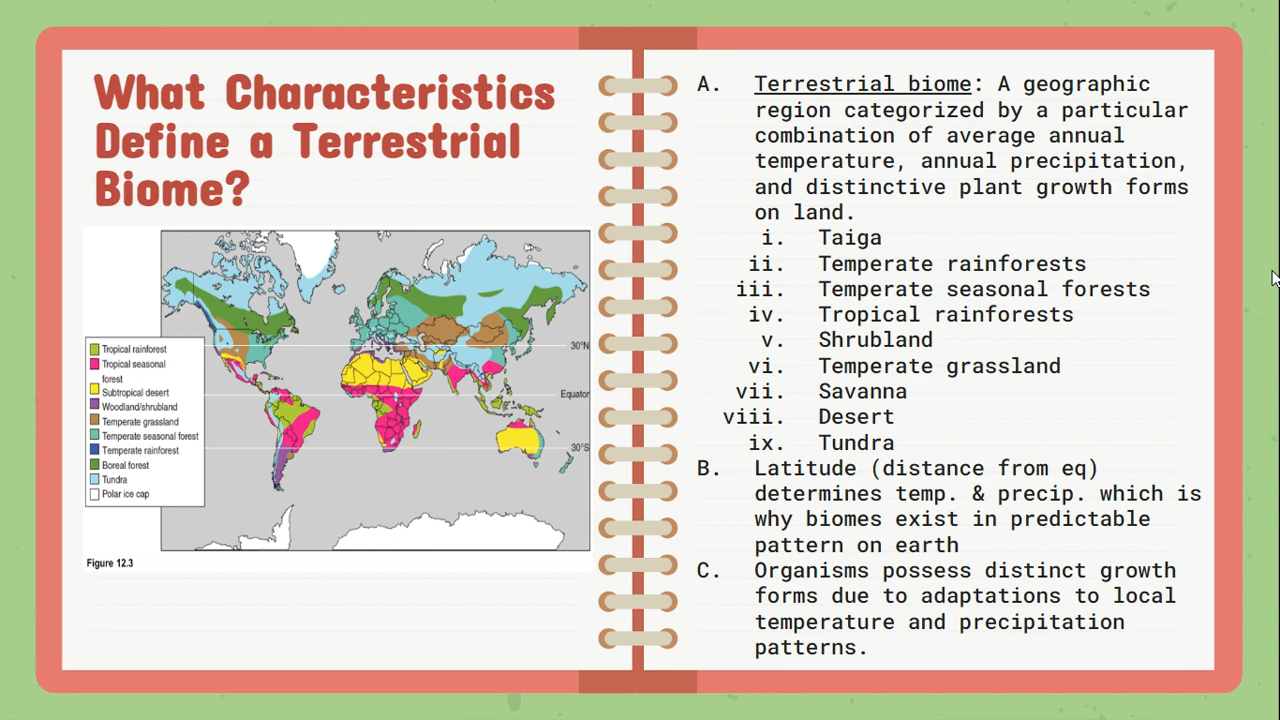 What Characteristics
Define a Terrestrial
Biome?
Tropical rainforest
Tropical seasonal
forest
Subtropical desert
Woodland/shrubland
Temperate grassland
Temperate seasonal forest
Temperate rainforest
Boreal forest
Tundra
Polar ice cap
30°N
Equator
30°S
Figure 12.3
A. Terrestrial biome: A geographic
region categorized by a particular
combination of average annual
temperature, annual precipitation,
and distinctive plant growth forms
on land.
i. Taiga
ii. Temperate rainforests
iii. Temperate seasonal forests
iv. Tropical rainforests
v. Shrubland
vi. Temperate grassland
vii. Savanna
viii. Desert
ix. Tundra
B. Latitude (distance from eq)
determines temp. & precip. which is
why biomes exist in predictable
pattern on earth
C. Organisms possess distinct growth
forms due to adaptations to local
temperature and precipitation
patterns.